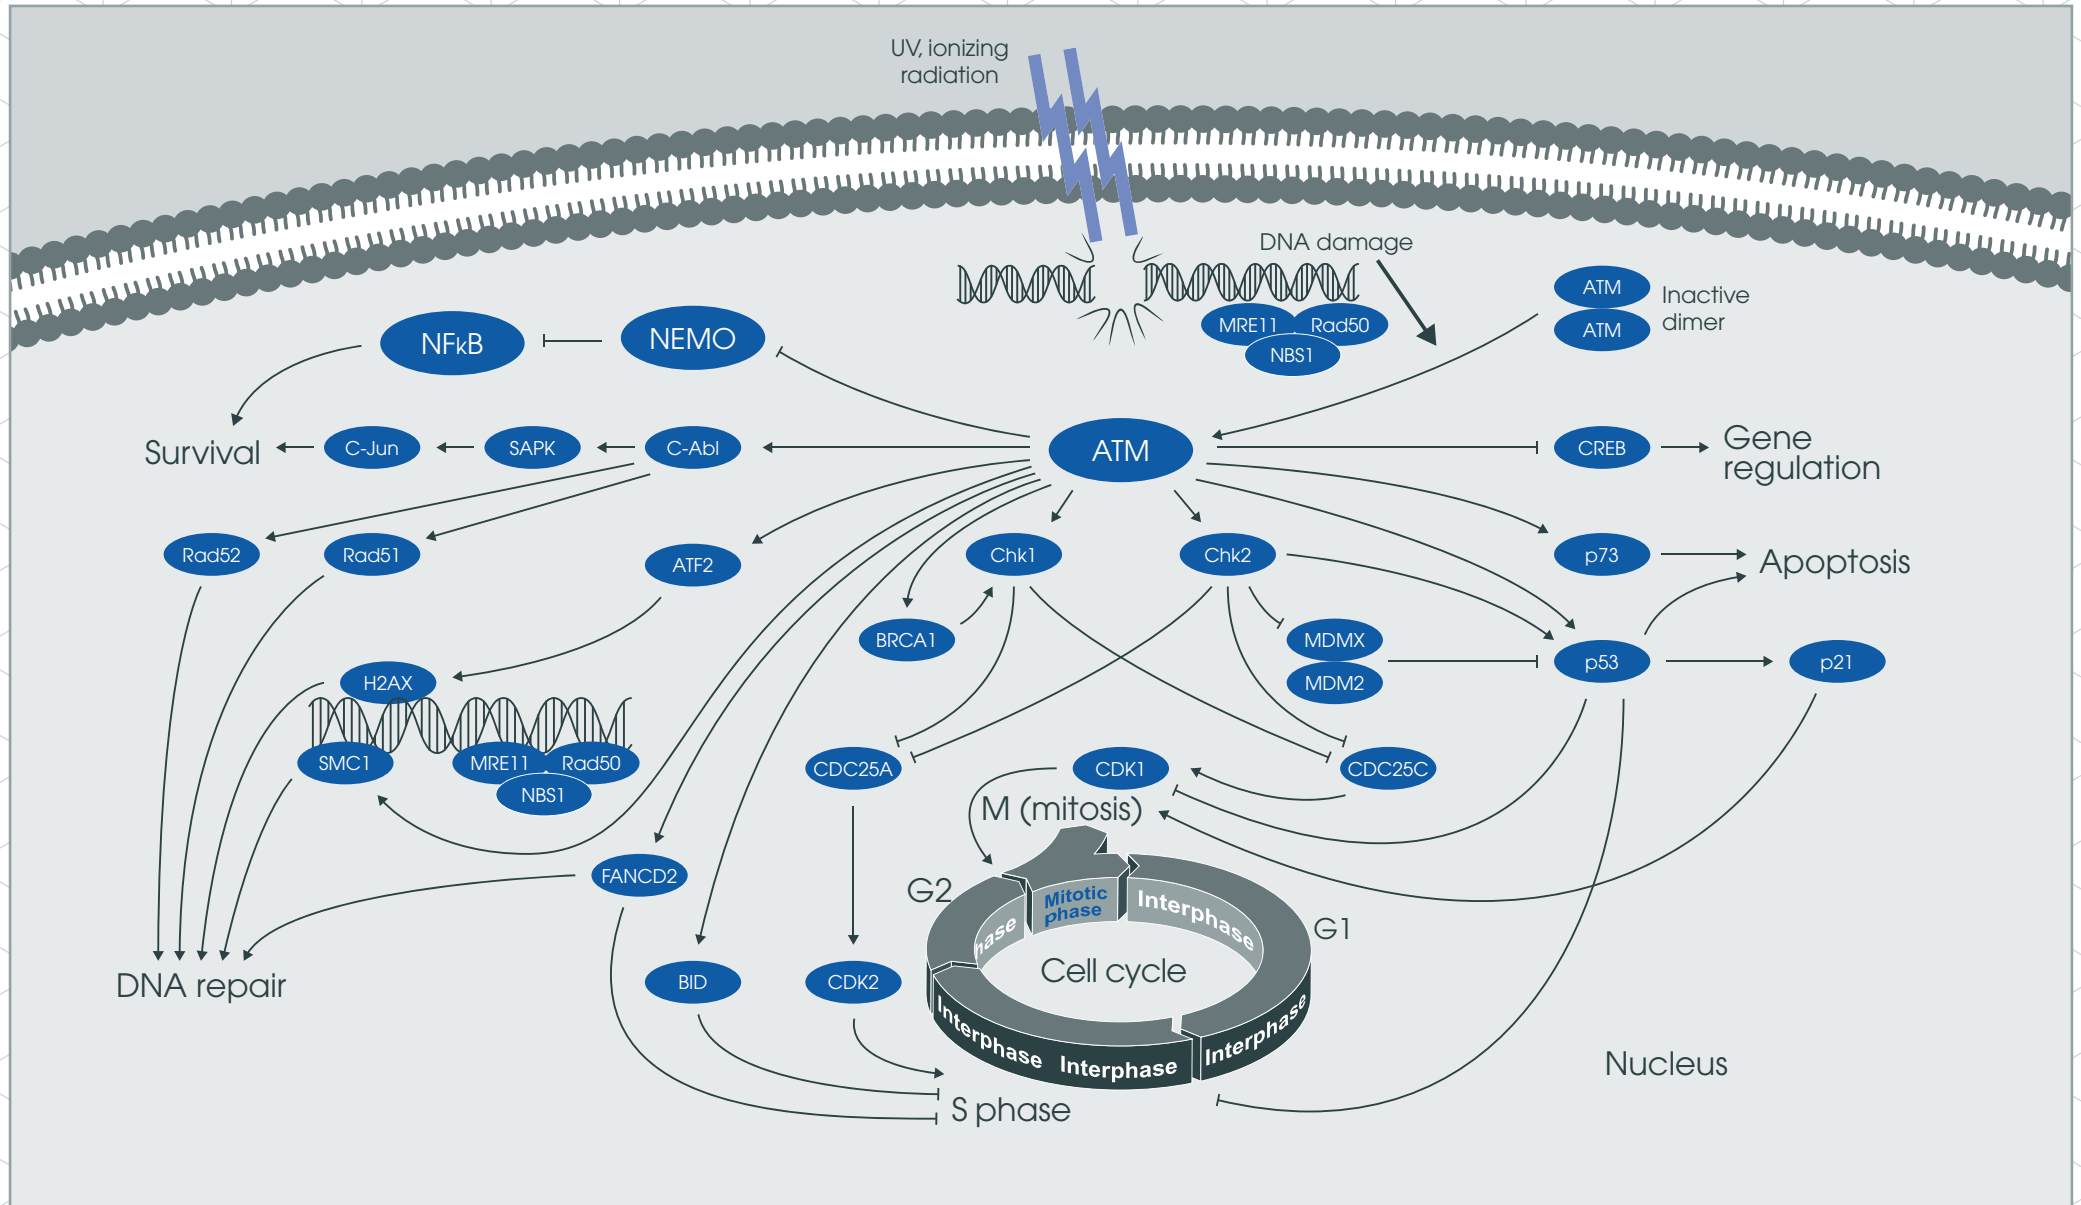 UV, ionizing
radiation
DNA damage
ATM
ATM
Inactive
dimer
MRE11
Rad50
NBS1
NFκB
NEMO
Survival
C-Jun
SAPK
C-Abl
ATM
CREB
Gene
regulation
Rad52
Rad51
ATF2
Chk1
Chk2
p73
Apoptosis
BRCA1
MDMX
MDM2
p53
p21
H2AX
SMC1
MRE11
Rad50
NBS1
CDC25A
CDK1
CDC25C
M (mitosis)
FANCD2
G2
Mitotic
phase
Interphase
hase
G1
Cell cycle
DNA repair
BID
CDK2
Interphase
Interphase
Interphase
Nucleus
S phase